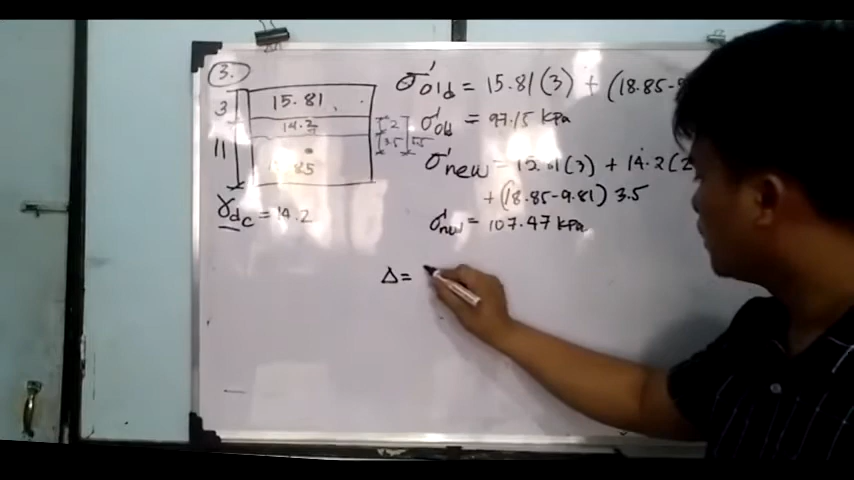 3.
3 15.81
14.2 2
11 3.5 5.5
85
γdc = 14.2
σ'old = 15.81(3) + (18.85-9
σ'old = 97.15 kPa
σ'new = 15.81(3) + 14.2(2
+ (18.85-9.81) 3.5
σ'new = 107.47 kPa
Δ =